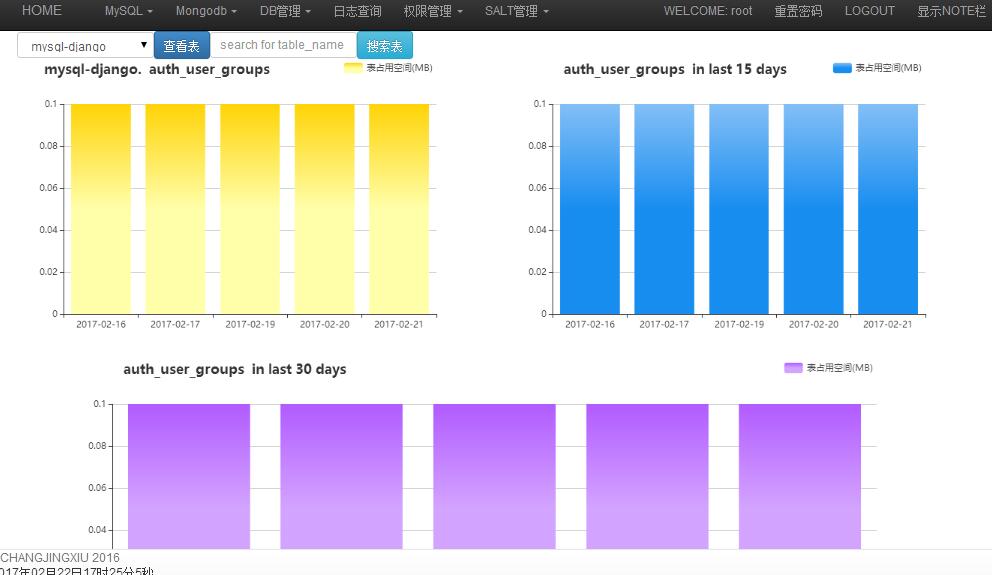 HOME MySQL Mongodb DB管理 日志查询 权限管理 SALT管理 WELCOME: root 重置密码 LOGOUT 显示NOTE栏
mysql-django 查看表 search for table_name 搜索表
mysql-django. auth_user_groups 表占用空间(MB)
0.1
0.08
0.06
0.04
0.02
0
2017-02-16 2017-02-17 2017-02-19 2017-02-20 2017-02-21
auth_user_groups in last 15 days 表占用空间(MB)
0.1
0.08
0.06
0.04
0.02
0
2017-02-16 2017-02-17 2017-02-19 2017-02-20 2017-02-21
auth_user_groups in last 30 days 表占用空间(MB)
0.1
0.08
0.06
0.04
CHANGJINGXIU 2016
017年02月22日17时25分5秒